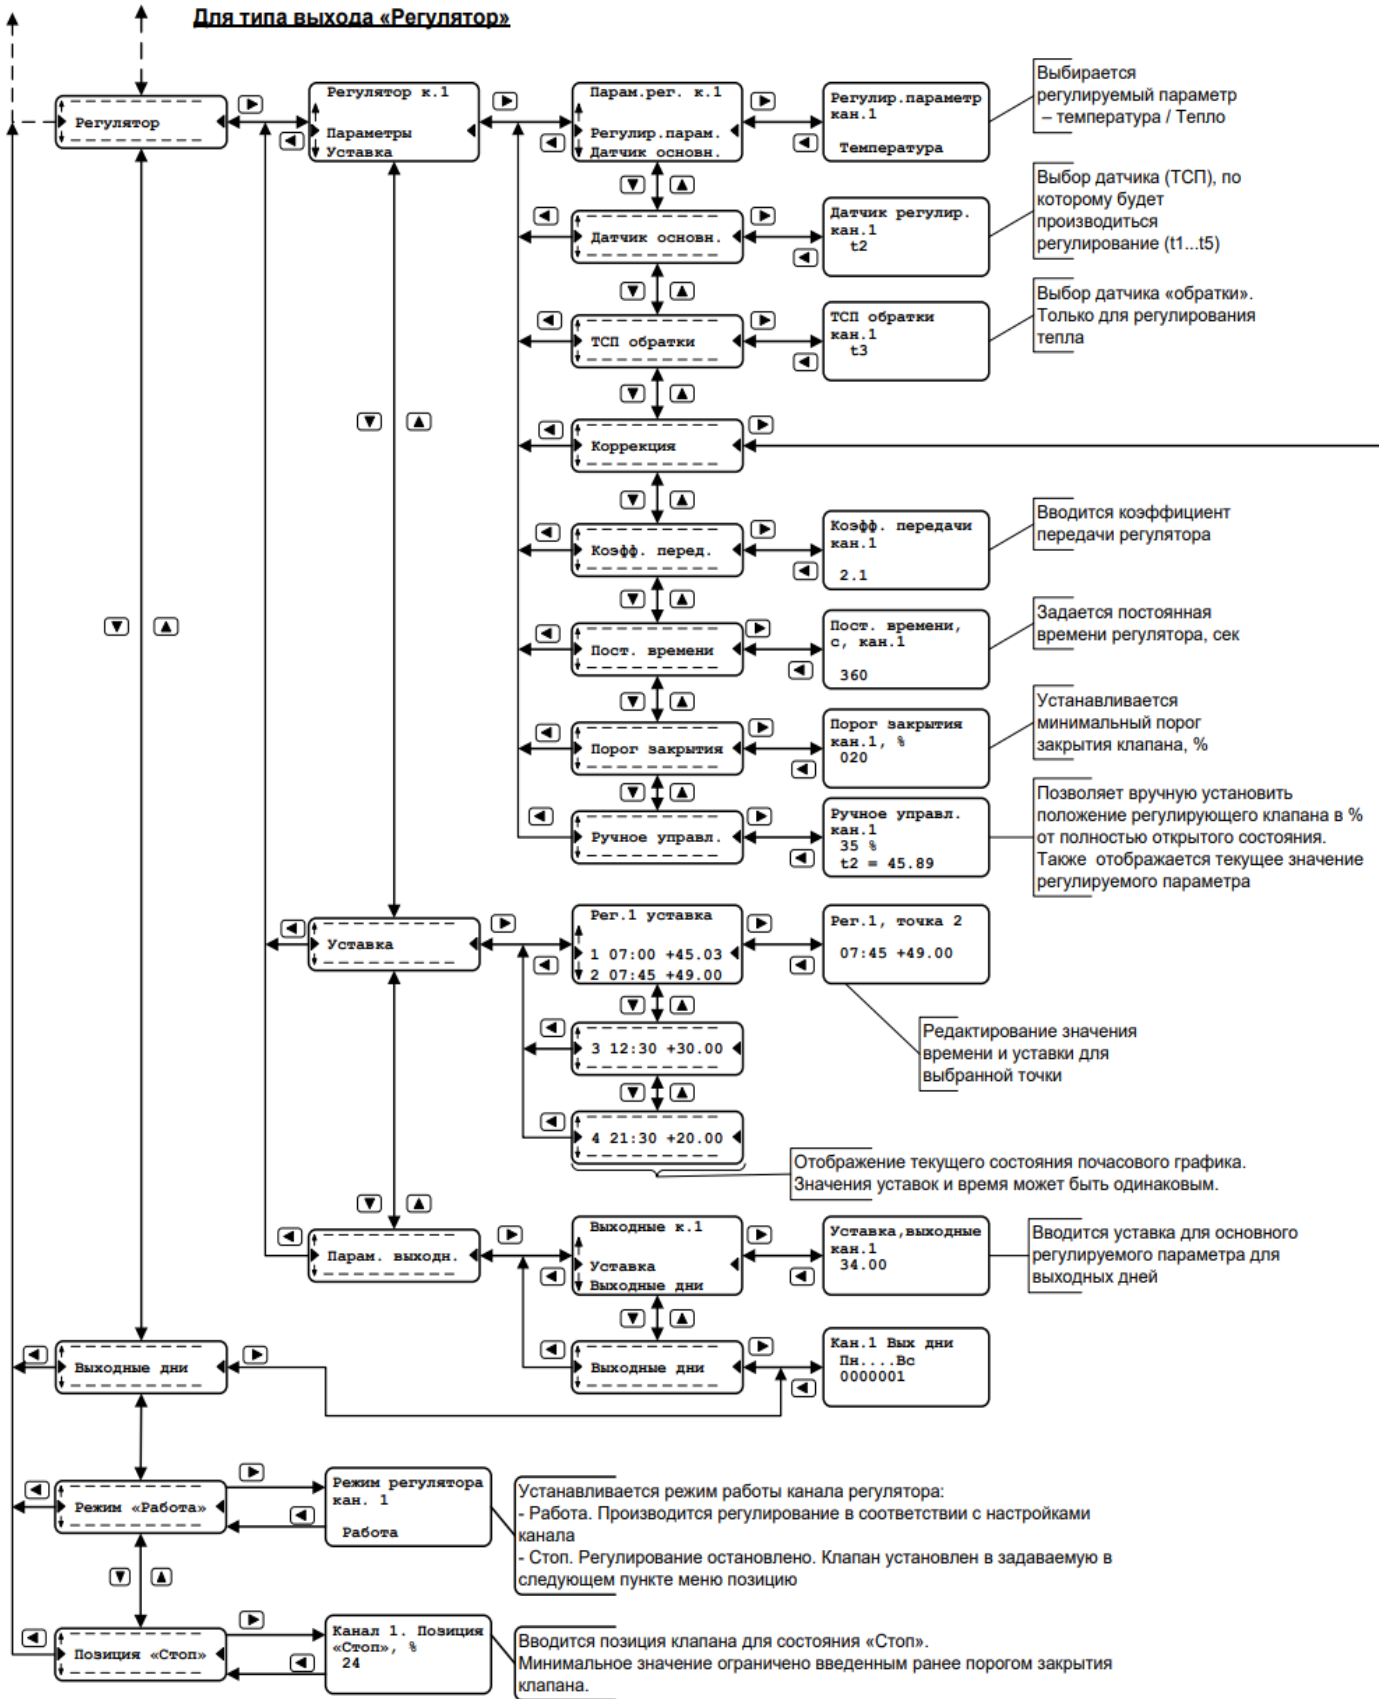 Для типа выхода «Регулятор»
Регулятор
Регулятор к.1
Параметры
Уставка
Парам.рег. к.1
Регулир.парам.
Датчик основн.
Регулир.параметр
кан.1
Температура
Выбирается
регулируемый параметр
– температура / Тепло
Датчик основн.
Датчик регулир.
кан.1
t2
Выбор датчика (ТСП), по
которому будет
производиться
регулирование (t1...t5)
ТСП обратки
ТСП обратки
кан.1
t3
Выбор датчика «обратки».
Только для регулирования
тепла
Коррекция
Коэфф. перед.
Коэфф. передачи
кан.1
2.1
Вводится коэффициент
передачи регулятора
Пост. времени
Пост. времени,
с, кан.1
360
Задается постоянная
времени регулятора, сек
Порог закрытия
Порог закрытия
кан.1, %
020
Устанавливается
минимальный порог
закрытия клапана, %
Ручное управл.
Ручное управл.
кан.1
35 %
t2 = 45.89
Позволяет вручную установить
положение регулирующего клапана в %
от полностью открытого состояния.
Также отображается текущее значение
регулируемого параметра
Уставка
Рег.1 уставка
1 07:00 +45.03
2 07:45 +49.00
Рег.1, точка 2
07:45 +49.00
3 12:30 +30.00
Редактирование значения
времени и уставки для
выбранной точки
4 21:30 +20.00
Отображение текущего состояния почасового графика.
Значения уставок и время может быть одинаковым.
Парам. выходн.
Выходные к.1
Уставка
Выходные дни
Уставка,выходные
кан.1
34.00
Вводится уставка для основного
регулируемого параметра для
выходных дней
Выходные дни
Выходные дни
Кан.1 Вых дни
Пн....Вс
0000001
Режим «Работа»
Режим регулятора
кан. 1
Работа
Устанавливается режим работы канала регулятора:
- Работа. Производится регулирование в соответствии с настройками
канала
- Стоп. Регулирование остановлено. Клапан установлен в задаваемую в
следующем пункте меню позицию
Позиция «Стоп»
Канал 1. Позиция
«Стоп», %
24
Вводится позиция клапана для состояния «Стоп».
Минимальное значение ограничено введенным ранее порогом закрытия
клапана.